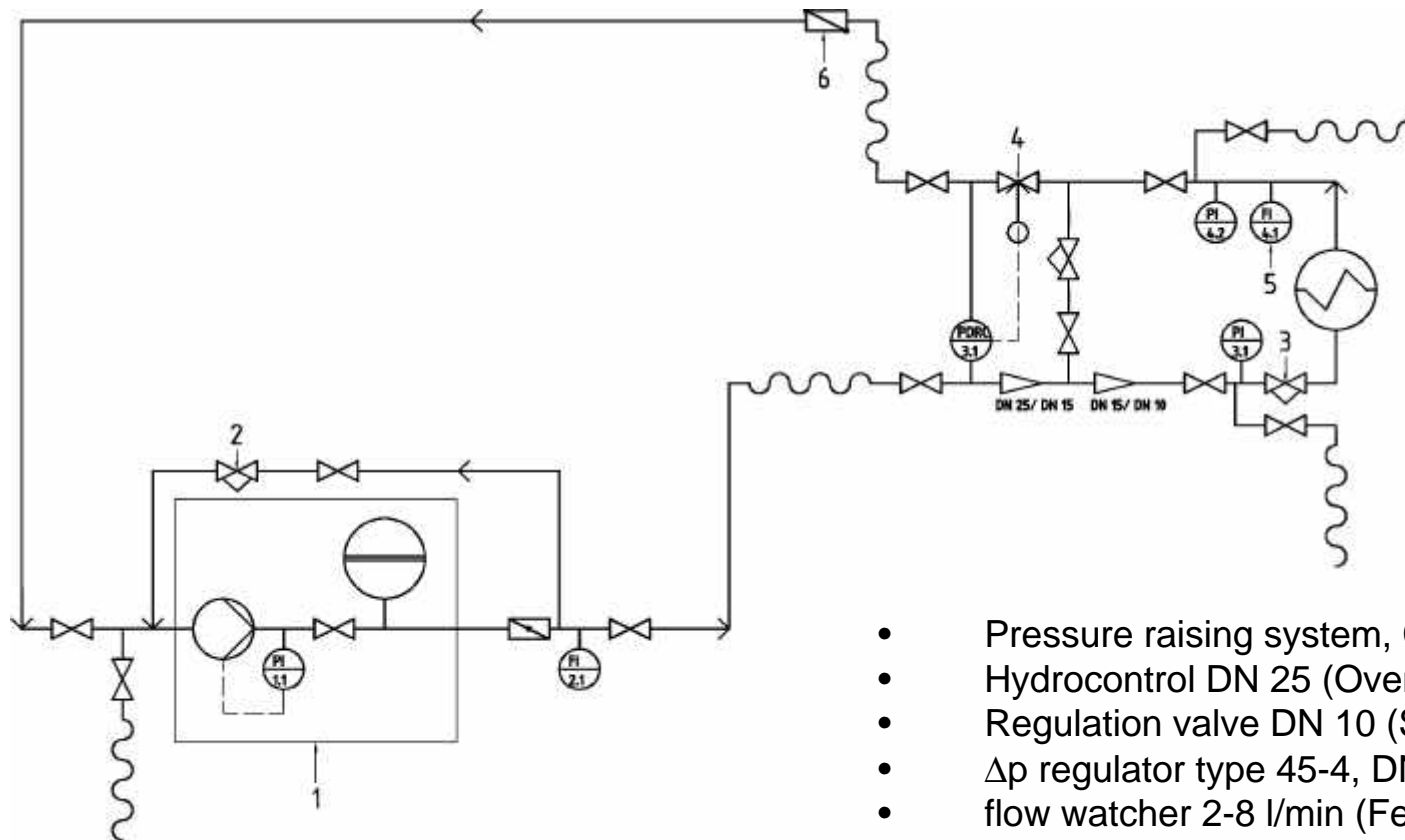 6
4
PI
4.2
FI
4.1
5
PDRC
3.1
PI
3.1
3
DN 25/ DN 15 DN 15/ DN 10
2
PI
1.1
FI
2.1
1
• Pressure raising system,
• Hydrocontrol DN 25 (Over
• Regulation valve DN 10 (S
• Δp regulator type 45-4, DN
• flow watcher 2-8 l/min (Fe